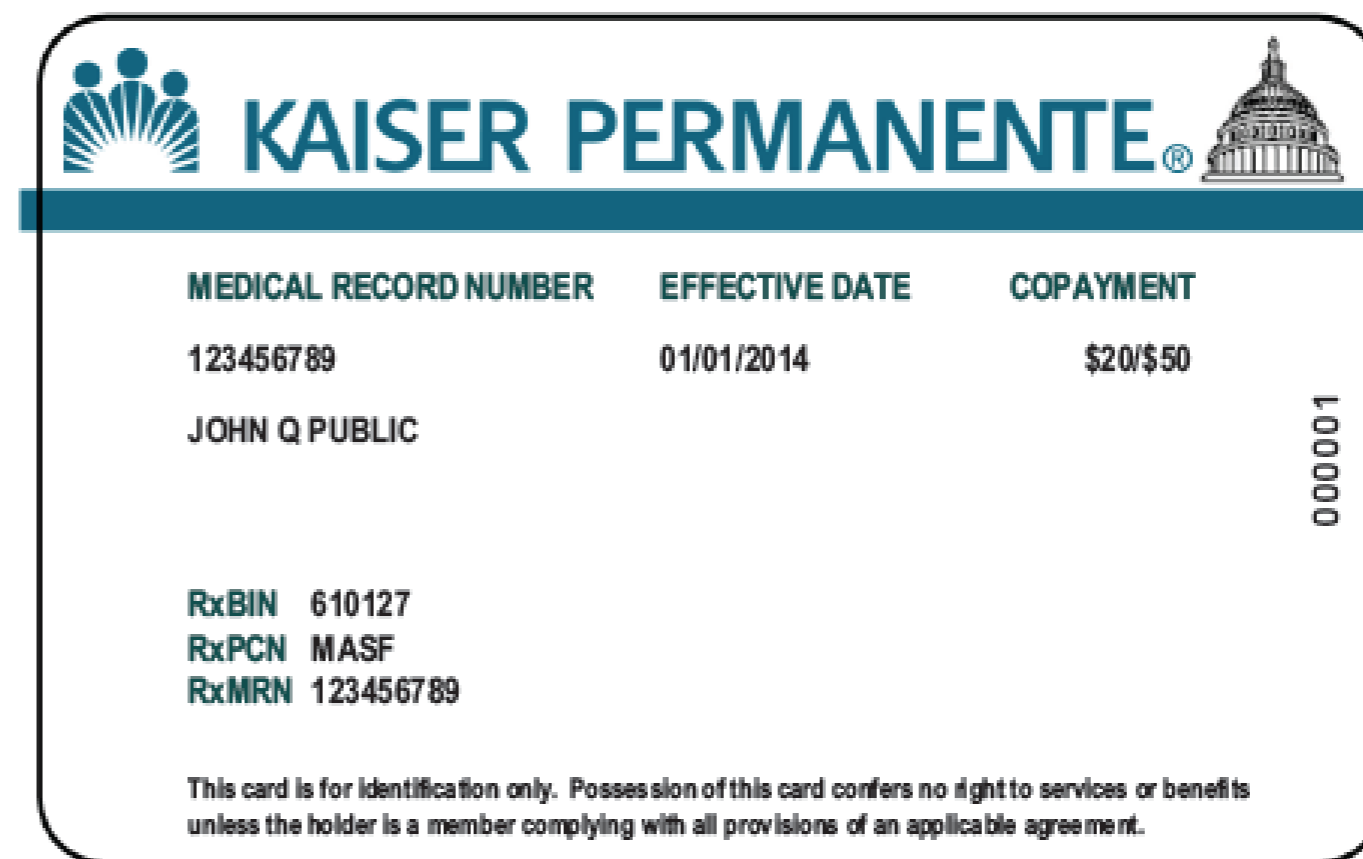 KAISER PERMANENTE®
MEDICAL RECORD NUMBER EFFECTIVE DATE COPAYMENT
123456789 01/01/2014 $20/$50
JOHN Q PUBLIC
000001
RxBIN 610127
RxPCN MASF
RxMRN 123456789
This card is for identification only. Possession of this card confers no right to services or benefits
unless the holder is a member complying with all provisions of an applicable agreement.